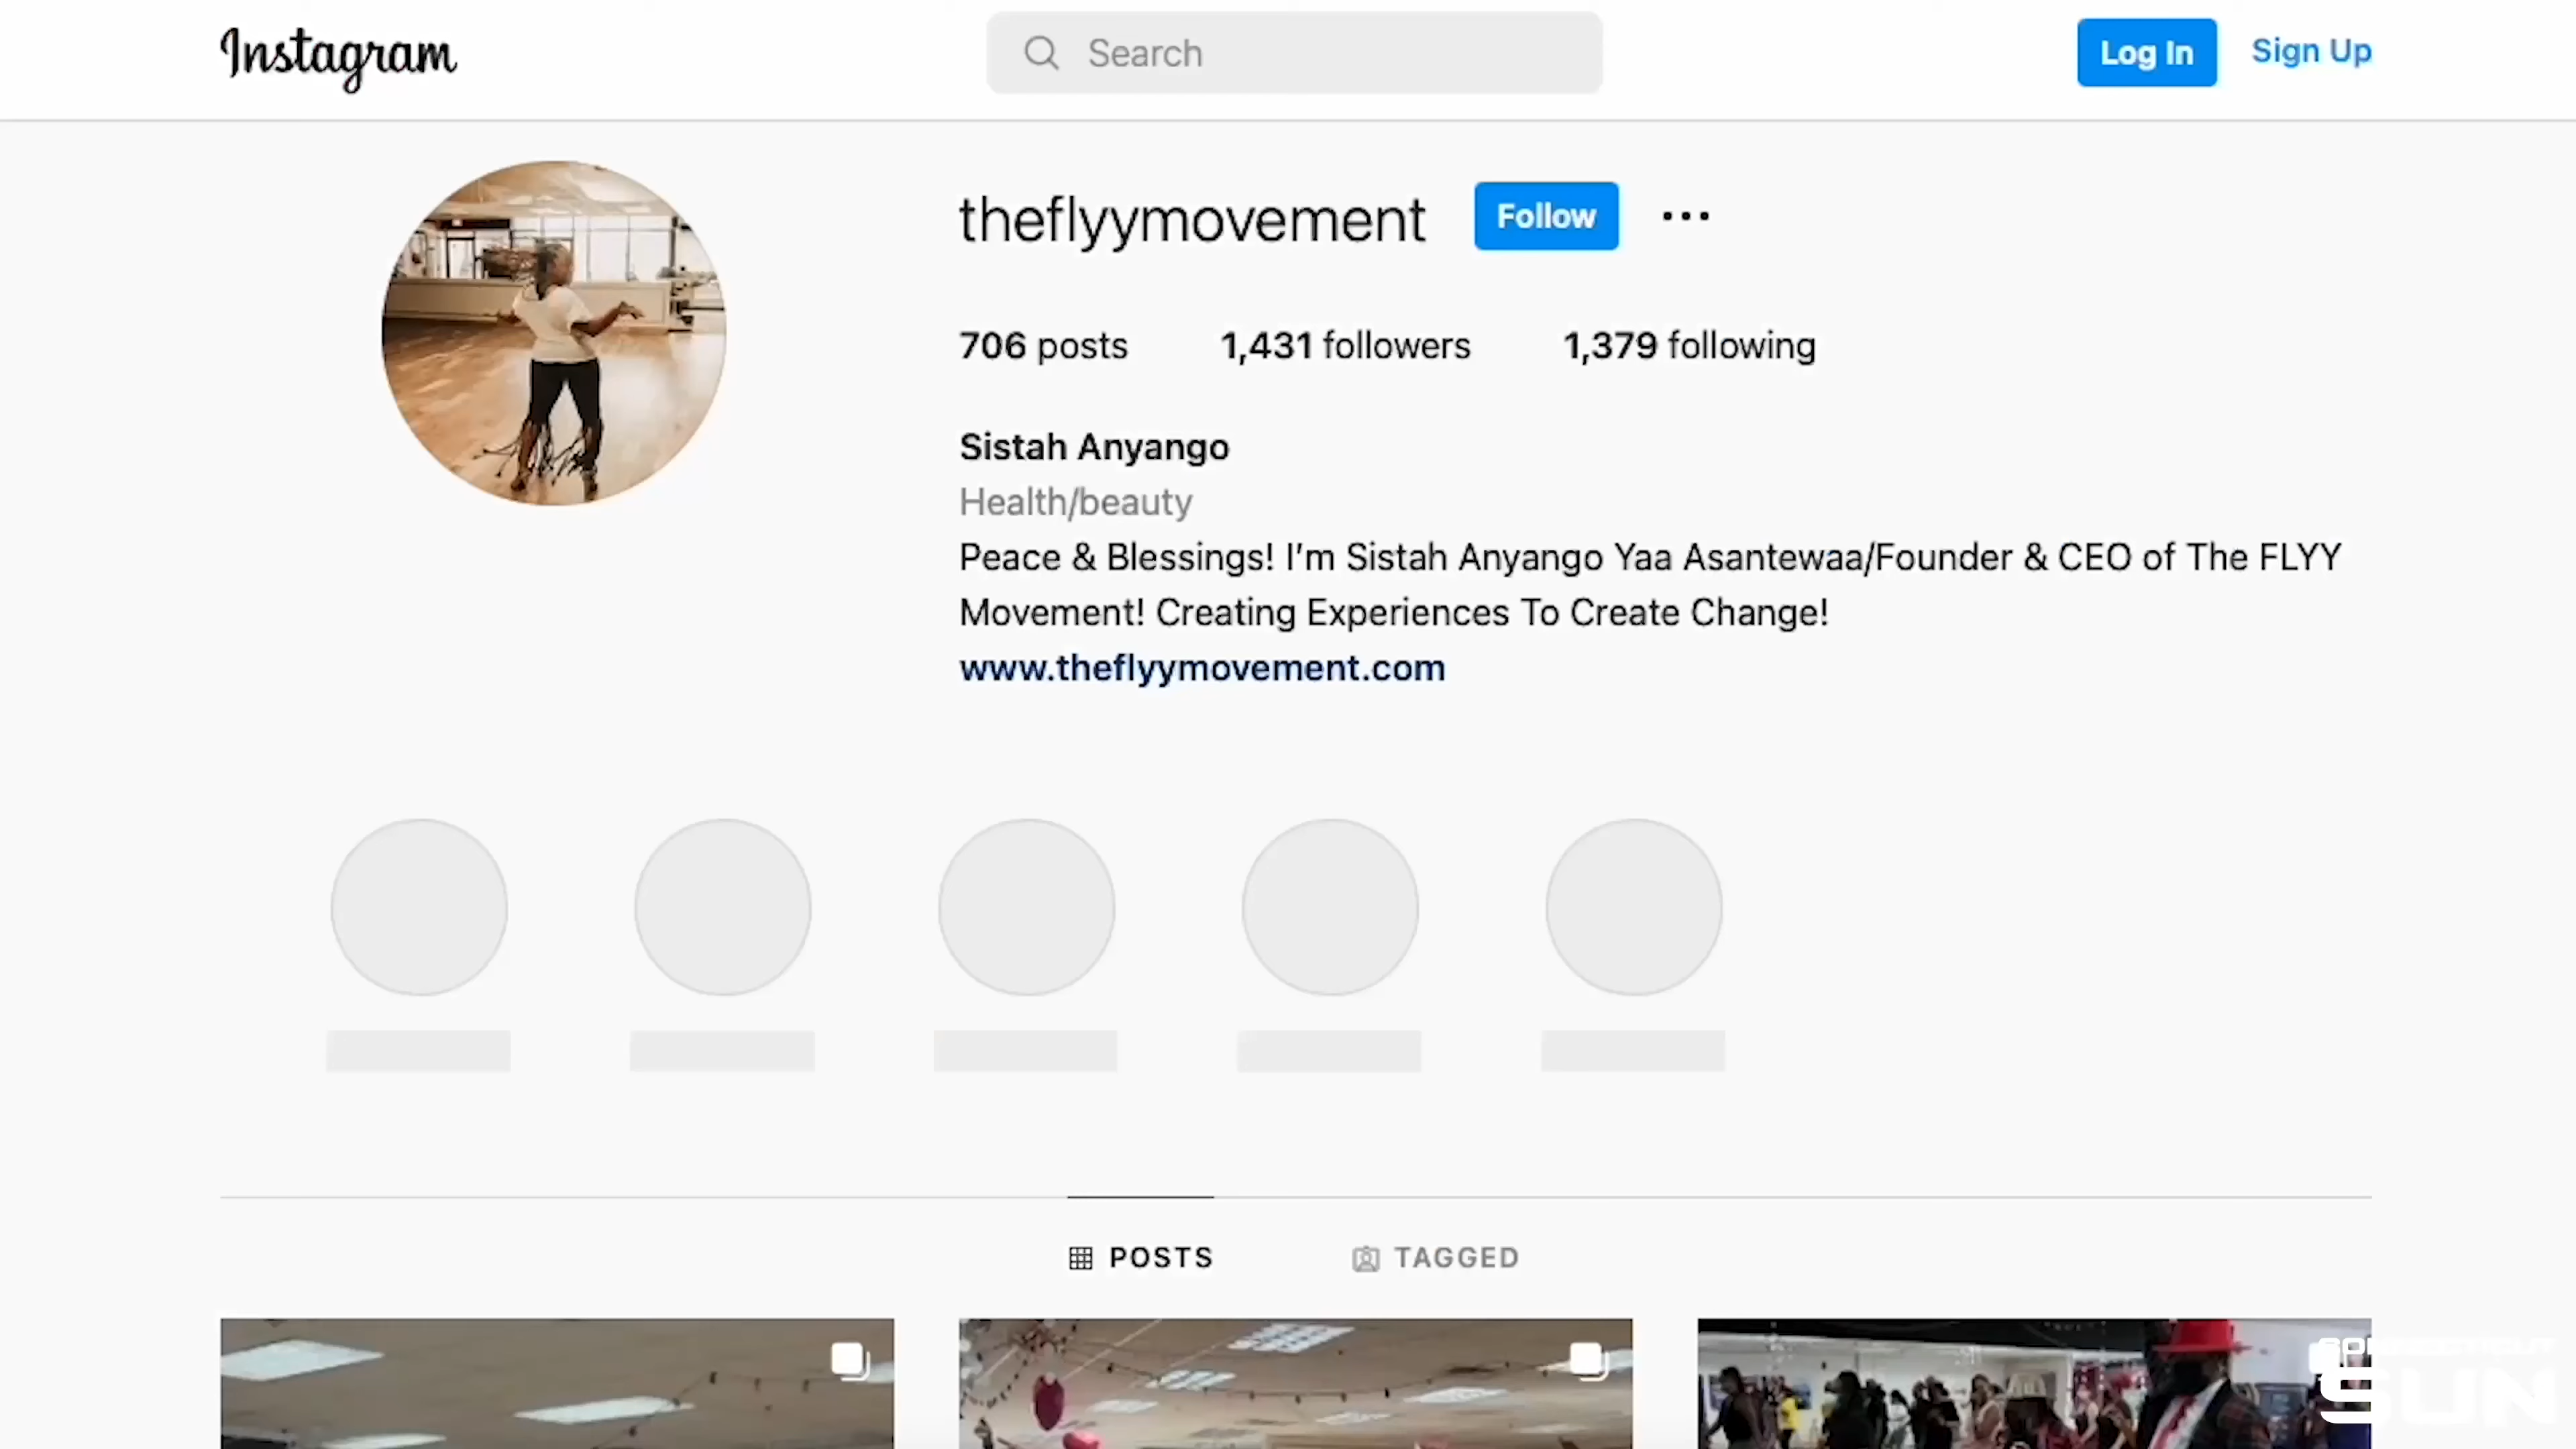 Instagram
Search
Log In
Sign Up
theflyymovement
Follow
706 posts
1,431 followers
1,379 following
Sistah Anyango
Health/beauty
Peace & Blessings! I'm Sistah Anyango Yaa Asantewaa/Founder & CEO of The FLYY
Movement! Creating Experiences To Create Change!
www.theflyymovement.com
POSTS
TAGGED
CONNECTICUT
SUN